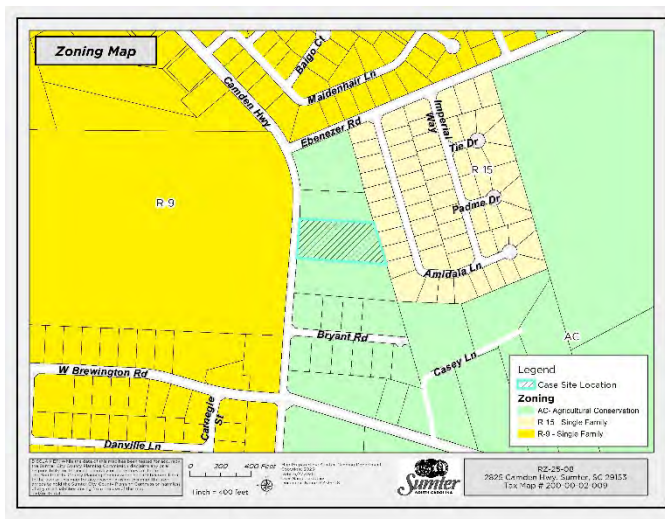 Zoning Map
Balgo Ct
Camden Hwy
Maidenhair Ln
Ebenezer Rd
Imperial Way
Tie Dr
R 15
R 9
Padme Dr
Amidala Ln
Bryant Rd
AC
Casey Ln
W Brewington Rd
Carnegie St
Danville Ln
Legend
Case Site Location
Zoning
AC- Agricultural Conservation
R 15 - Single Family
R-9 - Single Family
0 200 400 Feet
1 inch = 400 feet
Sumter
RZ-25-08
2825 Camden Hwy. Sumter, SC 29153
Tax Map # 200-00-02-009